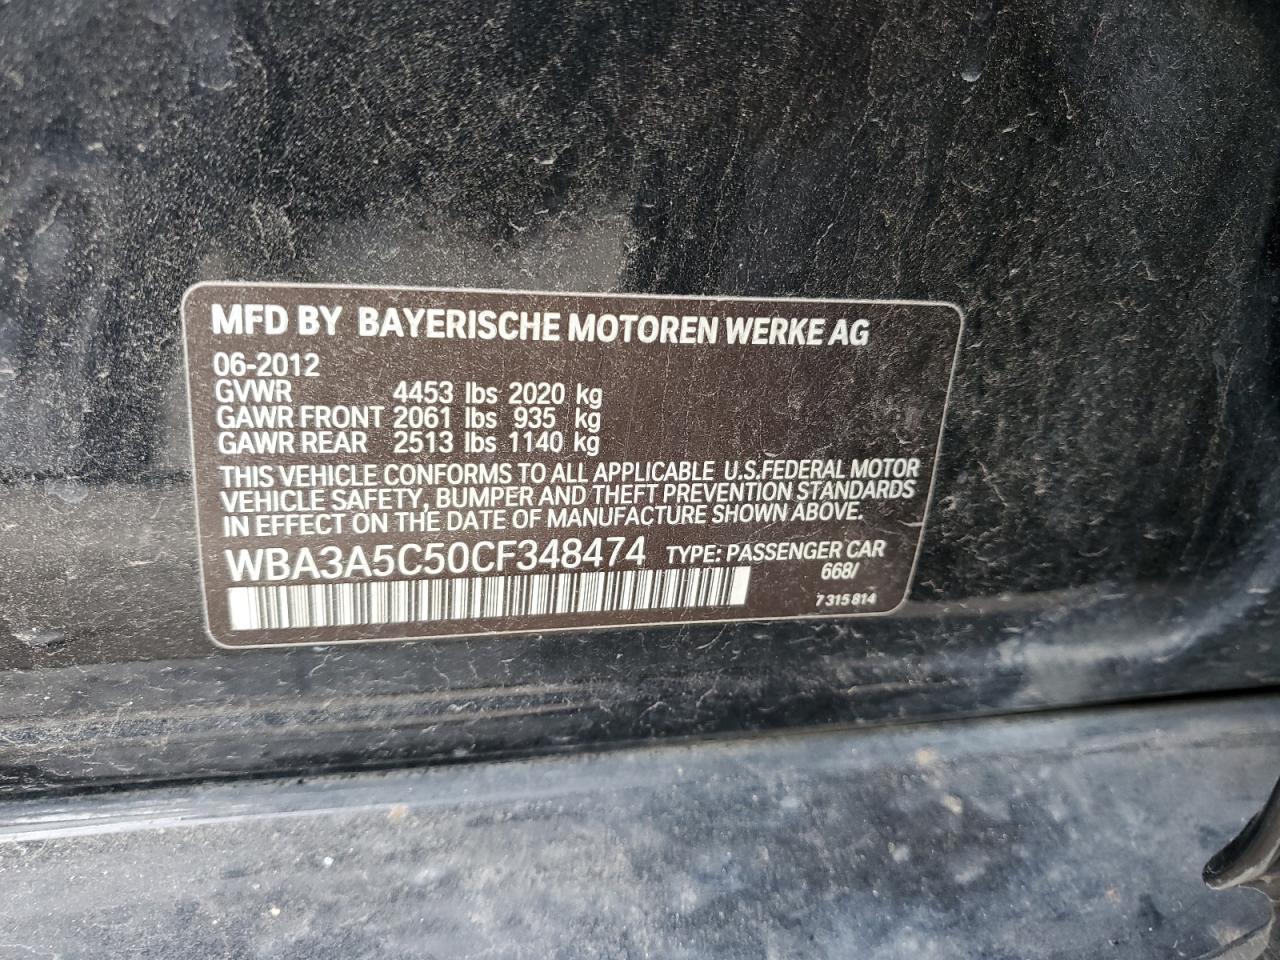 MFD BY BAYERISCHE MOTOREN WERKE AG
06-2012
GVWR 4453 lbs 2020 kg
GAWR FRONT 2061 lbs 935 kg
GAWR REAR 2513 lbs 1140 kg
THIS VEHICLE CONFORMS TO ALL APPLICABLE U.S.FEDERAL MOTOR
VEHICLE SAFETY, BUMPER AND THEFT PREVENTION STANDARDS
IN EFFECT ON THE DATE OF MANUFACTURE SHOWN ABOVE.
WBA3A5C50CF348474 TYPE: PASSENGER CAR
668/
7 315 814